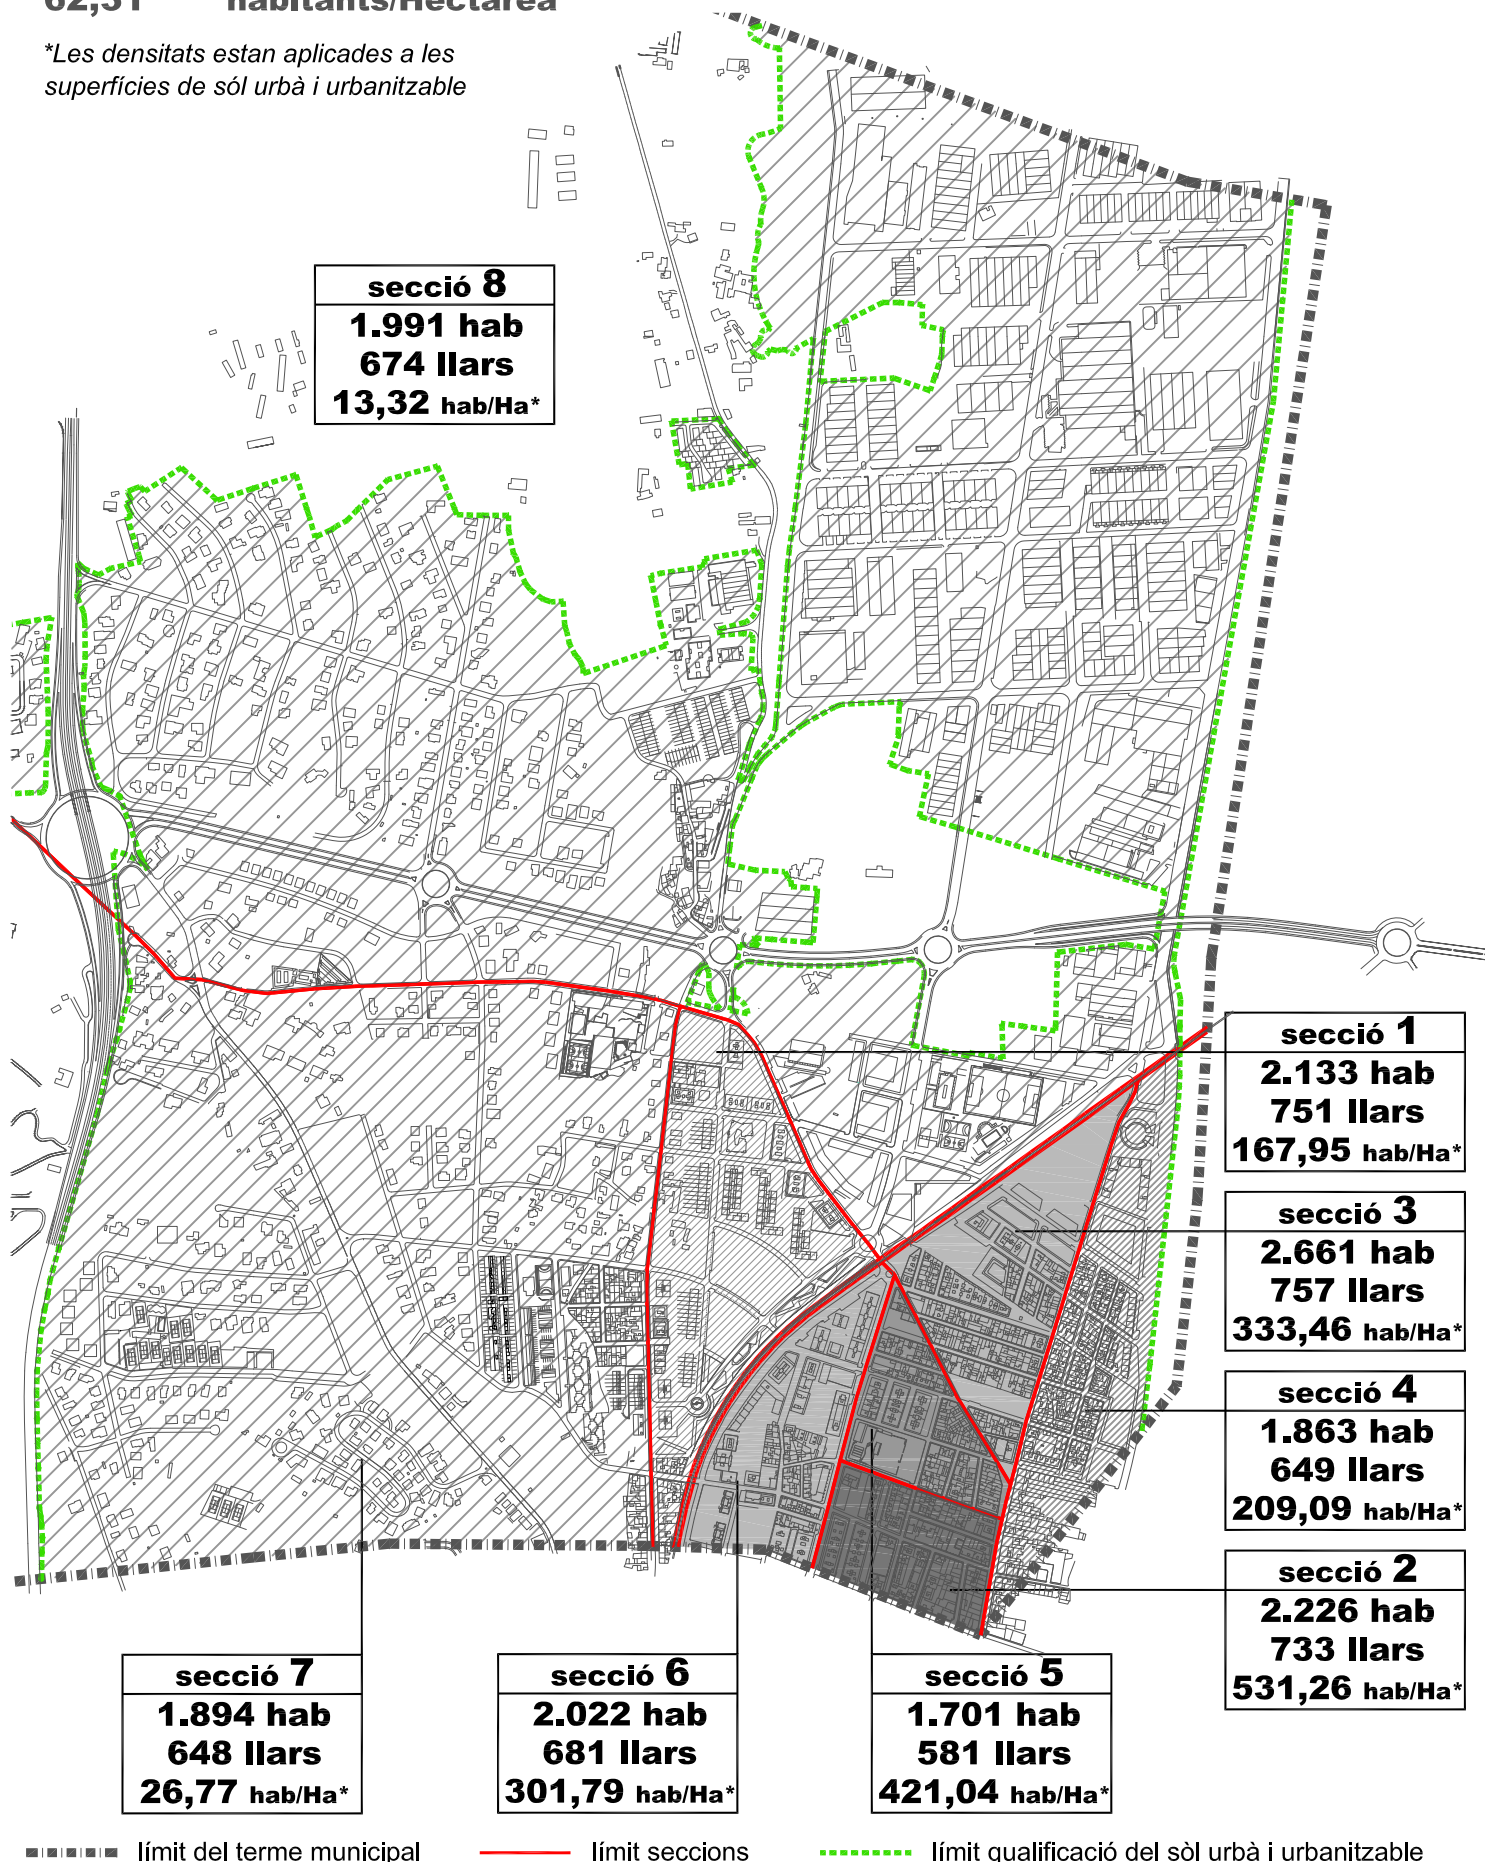 62,51 habitants/Hectàrea
*Les densitats estan aplicades a les
superfícies de sól urbà i urbanitzable
secció 8
1.991 hab
674 llars
13,32 hab/Ha*
secció 1
2.133 hab
751 llars
167,95 hab/Ha*
secció 3
2.661 hab
757 llars
333,46 hab/Ha*
secció 4
1.863 hab
649 llars
209,09 hab/Ha*
secció 2
2.226 hab
733 llars
531,26 hab/Ha*
secció 7
1.894 hab
648 llars
26,77 hab/Ha*
secció 6
2.022 hab
681 llars
301,79 hab/Ha*
secció 5
1.701 hab
581 llars
421,04 hab/Ha*
límit del terme municipal
límit seccions
límit qualificació del sòl urbà i urbanitzable